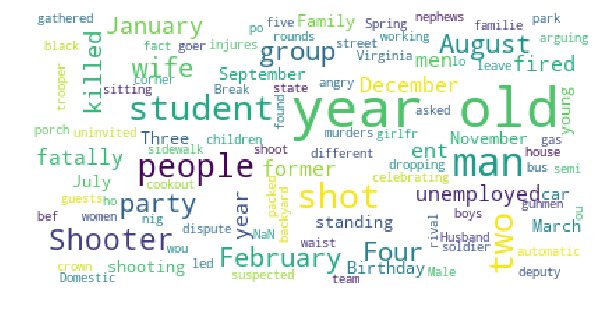 gathered
January
five
Family
Spring
nephews
familie
park
po
rounds
working
arguing
black
fact
goer
injures
street
Virginia
men
lo
August
killed
wife
group
corner
September
state
angry
December
leave
fired
trooper
sitting
Break
found
student
year old
asked
young
porch
uninvited
Three
children
murders
girlfr
November
gas
sidewalk
shoot
different
ent
man
house
fatally
people
former
dropping
bus
semi
July
cookout
celebrating
guests
ho
party
year
packed
backyard
shot
unemployed
car
bef
women
nig
standing
rival
boys
gunmen
ou
Shooter
dispute
NaN
waist
Husband
soldier
two
March
wou
February
Four
automatic
crown
shooting
led
suspected
Birthday
Male
deputy
Domestic
team